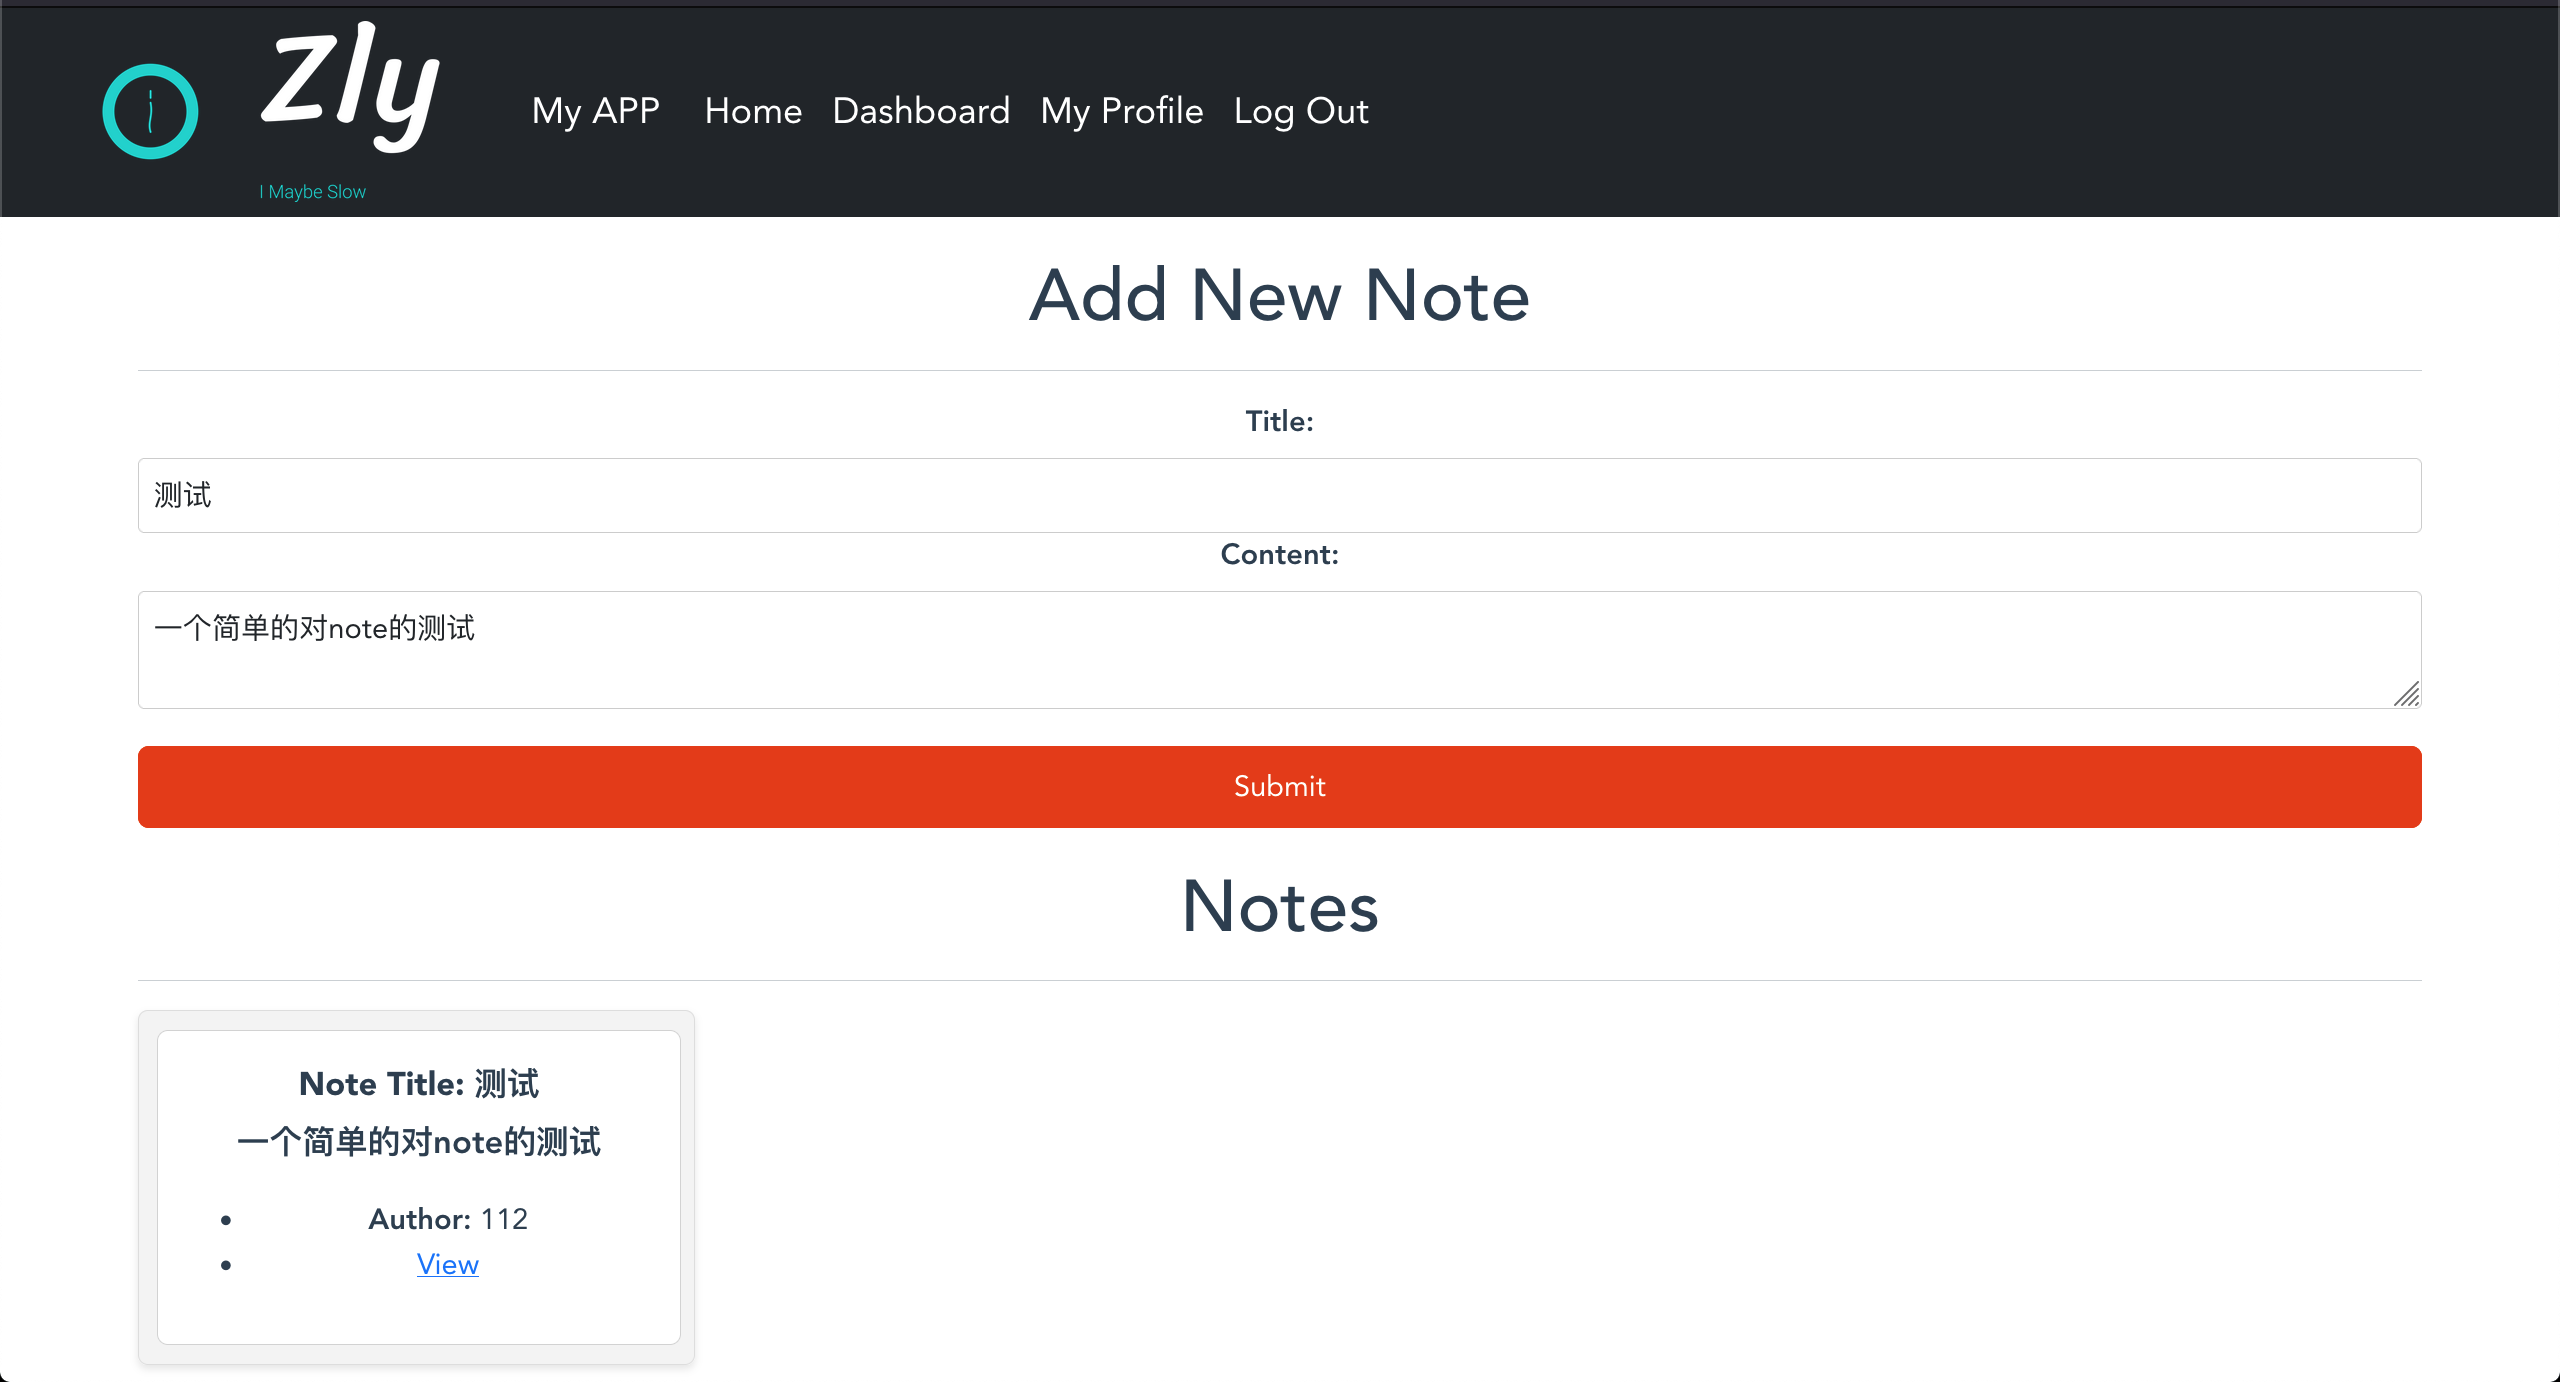 Zly
I Maybe Slow
My APP Home Dashboard My Profile Log Out
Add New Note
Title:
测试
Content:
一个简单的对note的测试
Submit
Notes
Note Title: 测试
一个简单的对note的测试
Author: 112
View